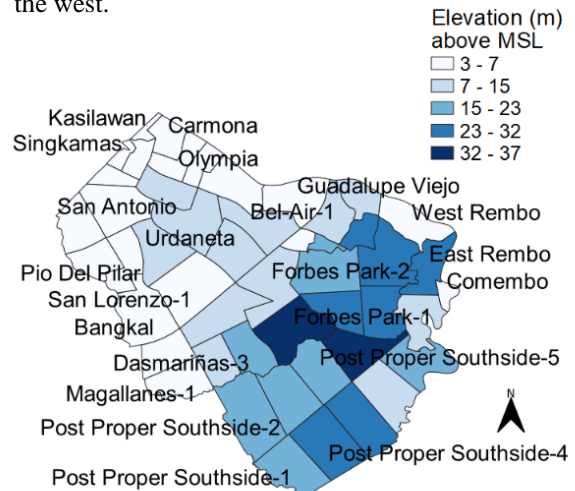 the west.
Elevation (m)
above MSL
3 - 7
7 - 15
15 - 23
23 - 32
32 - 37
Kasilawan
Carmona
Singkamas
Olympia
Guadalupe Viejo
San Antonio
Bel-Air-1
West Rembo
Urdaneta
East Rembo
Pio Del Pilar
Forbes Park-2
Comembo
San Lorenzo-1
Bangkal
Forbes Park-1
Dasmariñas-3
Post Proper Southside-5
Magallanes-1
N
Post Proper Southside-2
Post Proper Southside-4
Post Proper Southside-1